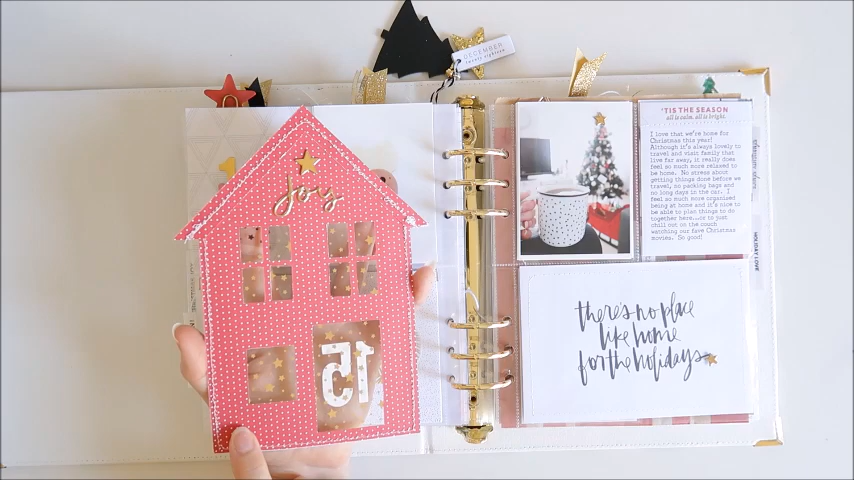 DECEMBER
twenty eighteen
joy
15
'TIS THE SEASON
all is calm. all is bright.
I love that we're home for
Christmas this year!
Although it's always lovely to
travel and visit family that
live far away, it really does
feel so much more relaxed to
be home. No stress about
getting things done before we
travel, no packing bags and
no long days in the car. I
feel so much more organised
being at home and it's nice to
be able to plan things to do
together here...or to just
chill out on the couch
watching our fave Christmas
movies. So good!
HOLIDAY LOVE
there's no place
like home
for the holidays